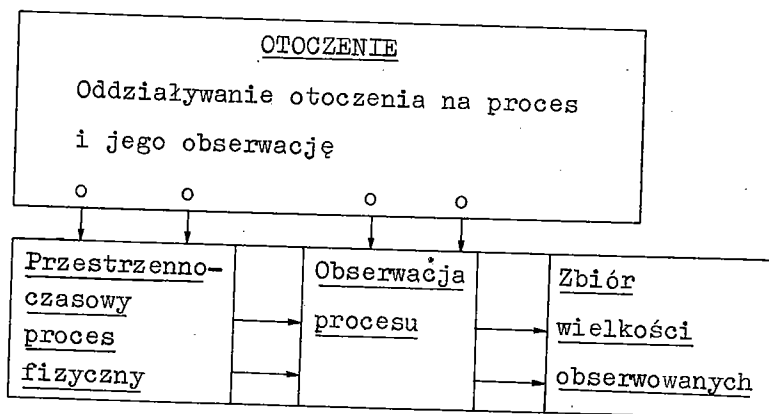 OTOCZENIE
Oddziaływanie otoczenia na proces
i jego obserwację
o o o o
Przestrzenno-
czasowy
proces
fizyczny
Obserwacja
procesu
Zbiór
wielkości
obserwowanych